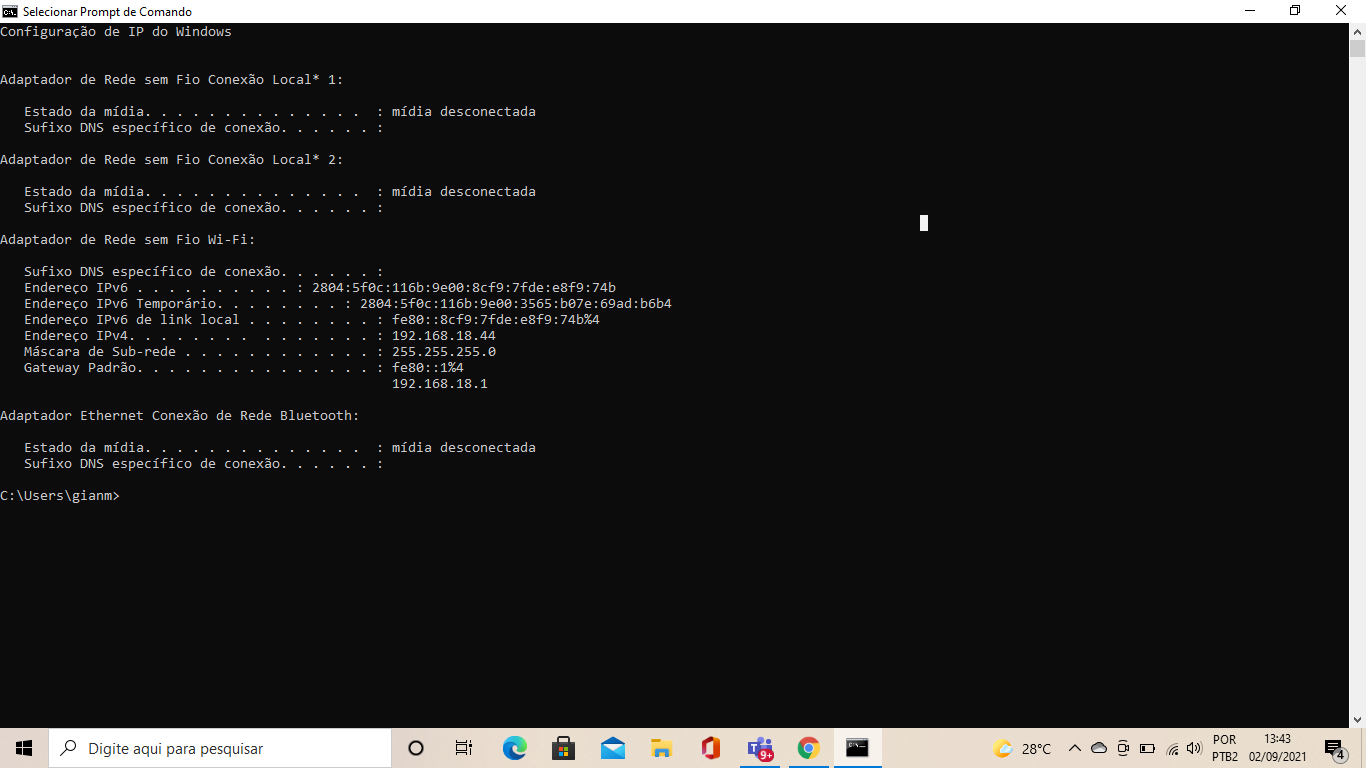 Selecionar Prompt de Comando
Configuração de IP do Windows
Adaptador de Rede sem Fio Conexão Local* 1:
Estado da mídia. . . . . . . . . . . . . . : mídia desconectada
Sufixo DNS específico de conexão. . . . . . :
Adaptador de Rede sem Fio Conexão Local* 2:
Estado da mídia. . . . . . . . . . . . . . : mídia desconectada
Sufixo DNS específico de conexão. . . . . . :
Adaptador de Rede sem Fio Wi-Fi:
Sufixo DNS específico de conexão. . . . . . :
Endereço IPv6 . . . . . . . . . . : 2804:5f0c:116b:9e00:8cf9:7fde:e8f9:74b
Endereço IPv6 Temporário. . . . . . . . : 2804:5f0c:116b:9e00:3565:b07e:69ad:b6b4
Endereço IPv6 de link local . . . . . . . . : fe80::8cf9:7fde:e8f9:74b%4
Endereço IPv4. . . . . . . .  . . . . . . . : 192.168.18.44
Máscara de Sub-rede . . . . . . . . . . . . : 255.255.255.0
Gateway Padrão. . . . . . . . . . . . . . . : fe80::1%4
192.168.18.1
Adaptador Ethernet Conexão de Rede Bluetooth:
Estado da mídia. . . . . . . . . . . . . . : mídia desconectada
Sufixo DNS específico de conexão. . . . . . :
C:\Users\gianm>
Digite aqui para pesquisar
9+
28°C
POR
PTB2
13:43
02/09/2021
4